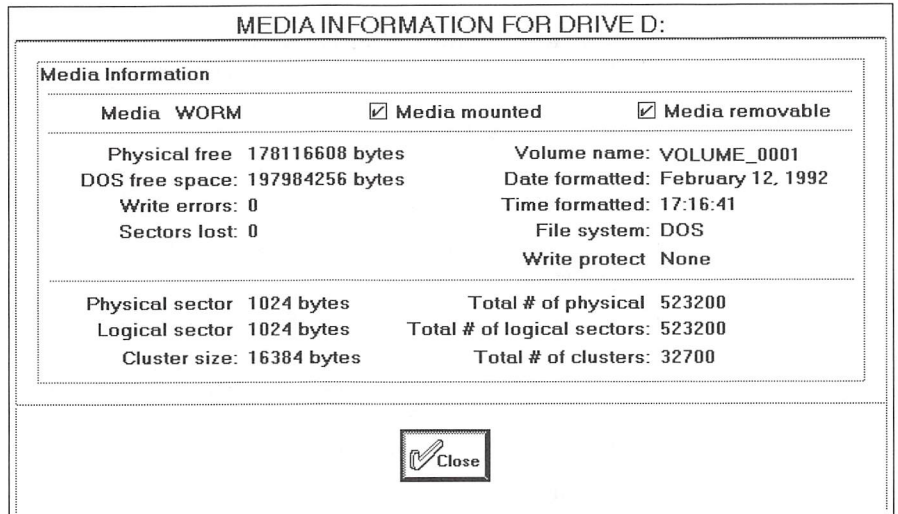 MEDIA INFORMATION FOR DRIVE D:
Media Information
Media WORM Media mounted Media removable
Physical free 178116608 bytes Volume name: VOLUME_0001
DOS free space: 197984256 bytes Date formatted: February 12, 1992
Write errors: 0 Time formatted: 17:16:41
Sectors lost: 0 File system: DOS
Write protect None
Physical sector 1024 bytes Total # of physical 523200
Logical sector 1024 bytes Total # of logical sectors: 523200
Cluster size: 16384 bytes Total # of clusters: 32700
Close